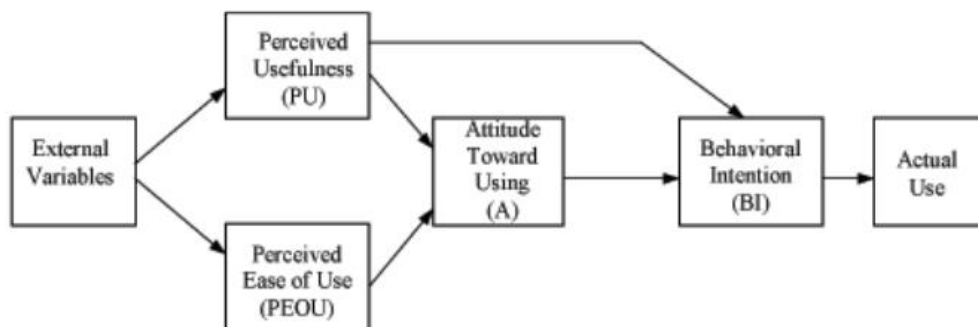 External
Variables
Perceived
Usefulness
(PU)
Perceived
Ease of Use
(PEOU)
Attitude
Toward
Using
(A)
Behavioral
Intention
(BI)
Actual
Use